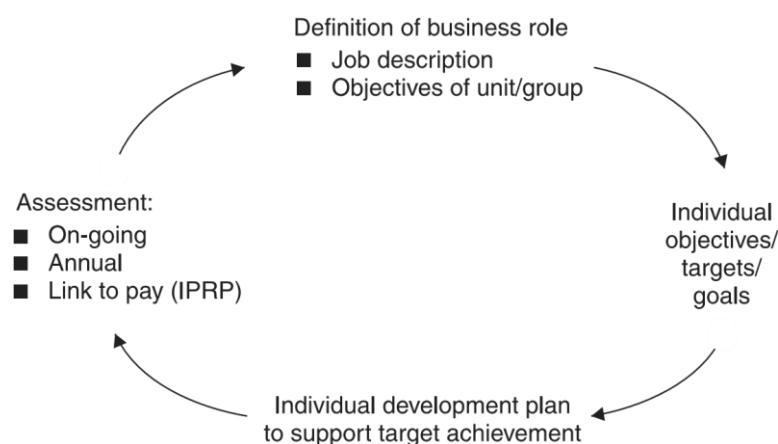 Definition of business role
■ Job description
■ Objectives of unit/group
Assessment:
■ On-going
■ Annual
■ Link to pay (IPRP)
Individual
objectives/
targets/
goals
Individual development plan
to support target achievement